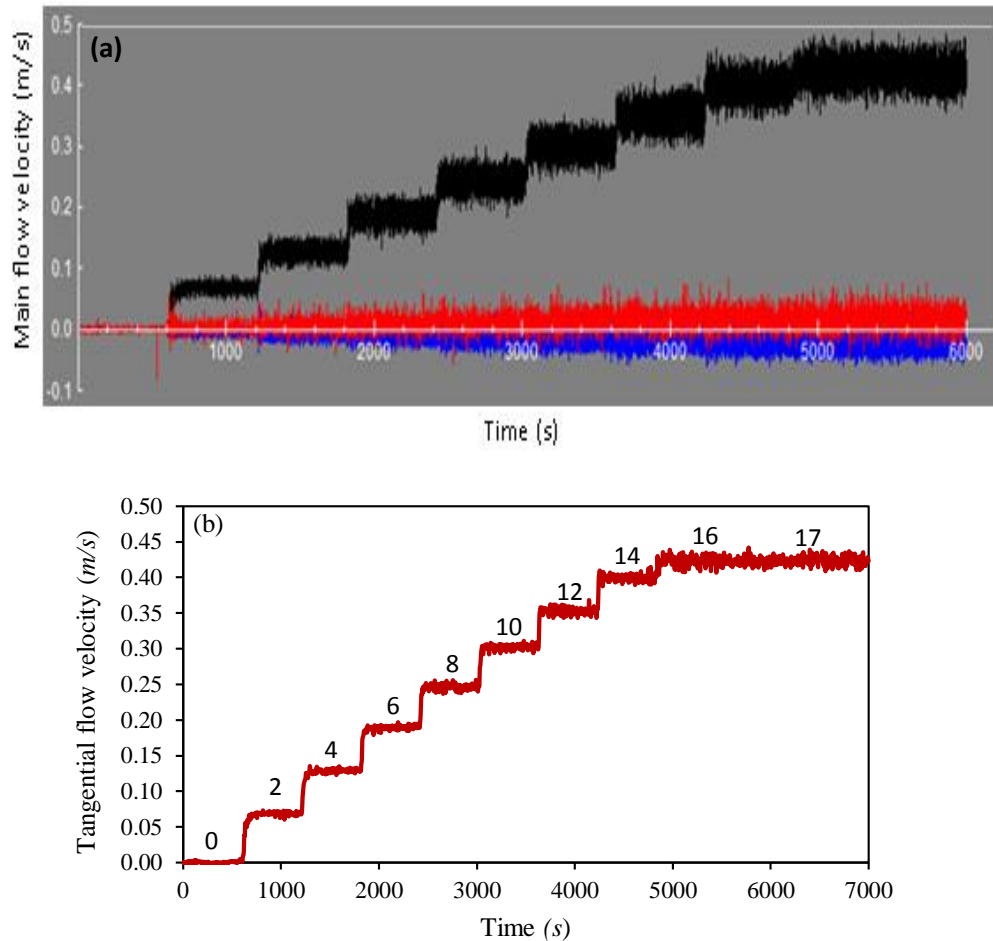 (a)
Main flow velocity (m/s)
0.5
0.4
0.3
0.2
0.1
0.0
-0.1
1000 2000 3000 4000 5000 6000
Time (s)
(b)
Tangential flow velocity (m/s)
0.50
0.45
0.40
0.35
0.30
0.25
0.20
0.15
0.10
0.05
0.00
0 2 4 6 8 10 12 14 16 17
0 1000 2000 3000 4000 5000 6000 7000
Time (s)